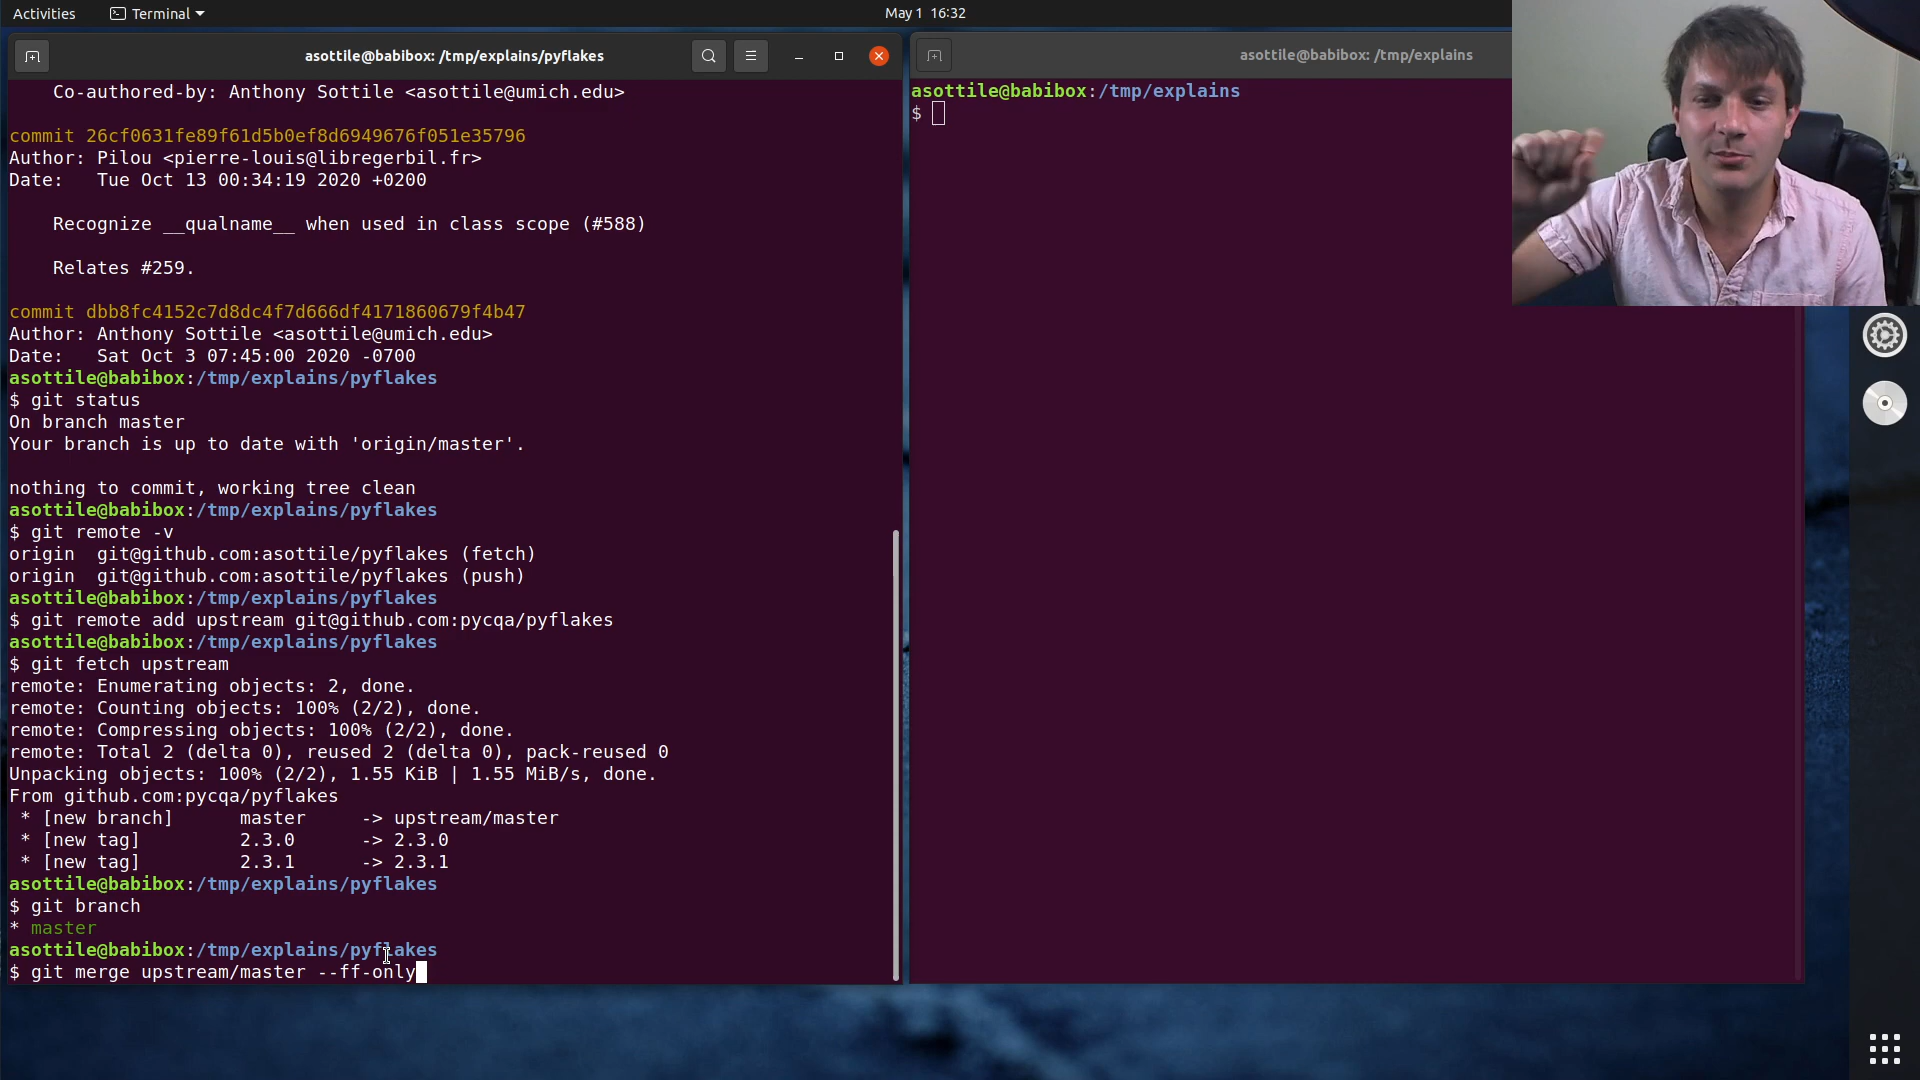 Activities
Terminal
May 1 16:32
asottile@babibox: /tmp/explains/pyflakes
Co-authored-by: Anthony Sottile <asottile@umich.edu>
commit 26cf0631fe89f61d5b0ef8d6949676f051e35796
Author: Pilou <pierre-louis@libregerbil.fr>
Date:   Tue Oct 13 00:34:19 2020 +0200
Recognize __qualname__ when used in class scope (#588)
Relates #259.
commit dbb8fc4152c7d8dc4f7d666df4171860679f4b47
Author: Anthony Sottile <asottile@umich.edu>
Date:   Sat Oct 3 07:45:00 2020 -0700
asottile@babibox:/tmp/explains/pyflakes
$ git status
On branch master
Your branch is up to date with 'origin/master'.
nothing to commit, working tree clean
asottile@babibox:/tmp/explains/pyflakes
$ git remote -v
origin  git@github.com:asottile/pyflakes (fetch)
origin  git@github.com:asottile/pyflakes (push)
asottile@babibox:/tmp/explains/pyflakes
$ git remote add upstream git@github.com:pycqa/pyflakes
asottile@babibox:/tmp/explains/pyflakes
$ git fetch upstream
remote: Enumerating objects: 2, done.
remote: Counting objects: 100% (2/2), done.
remote: Compressing objects: 100% (2/2), done.
remote: Total 2 (delta 0), reused 2 (delta 0), pack-reused 0
Unpacking objects: 100% (2/2), 1.55 KiB | 1.55 MiB/s, done.
From github.com:pycqa/pyflakes
 * [new branch]      master     -> upstream/master
 * [new tag]         2.3.0      -> 2.3.0
 * [new tag]         2.3.1      -> 2.3.1
asottile@babibox:/tmp/explains/pyflakes
$ git branch
* master
asottile@babibox:/tmp/explains/pyflakes
$ git merge upstream/master --ff-only
asottile@babibox: /tmp/explains
asottile@babibox:/tmp/explains
$